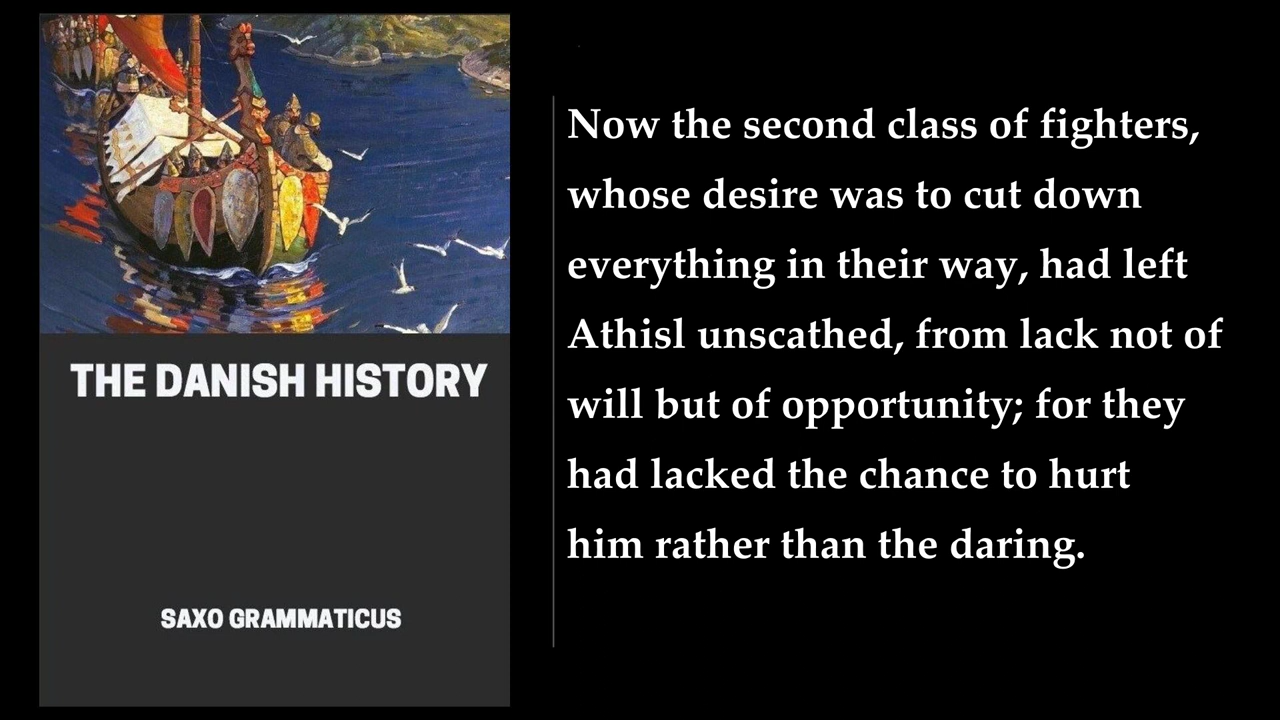 THE DANISH HISTORY
SAXO GRAMMATICUS
Now the second class of fighters,
whose desire was to cut down
everything in their way, had left
Athisl unscathed, from lack not of
will but of opportunity; for they
had lacked the chance to hurt
him rather than the daring.